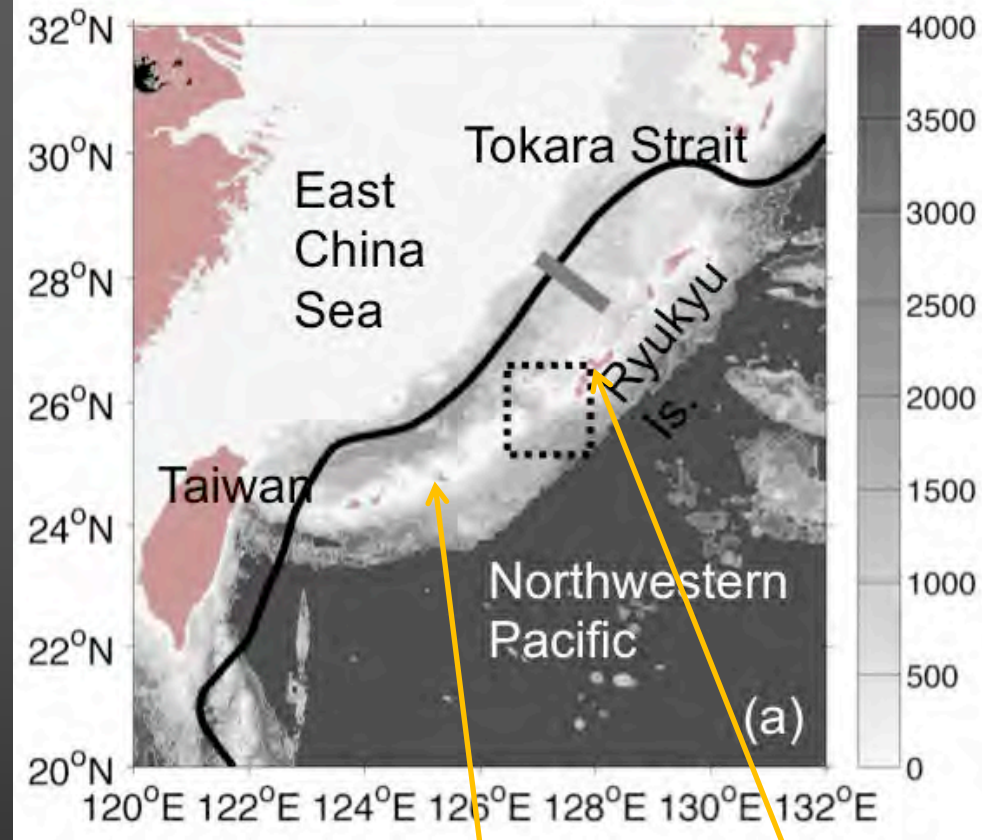 32°N
30°N
28°N
26°N
24°N
22°N
20°N
120°E 122°E 124°E 126°E 128°E 130°E 132°E
Tokara Strait
East
China
Sea
Ryukyu
Is.
Taiwan
Northwestern
Pacific
(a)
4000
3500
3000
2500
2000
1500
1000
500
0